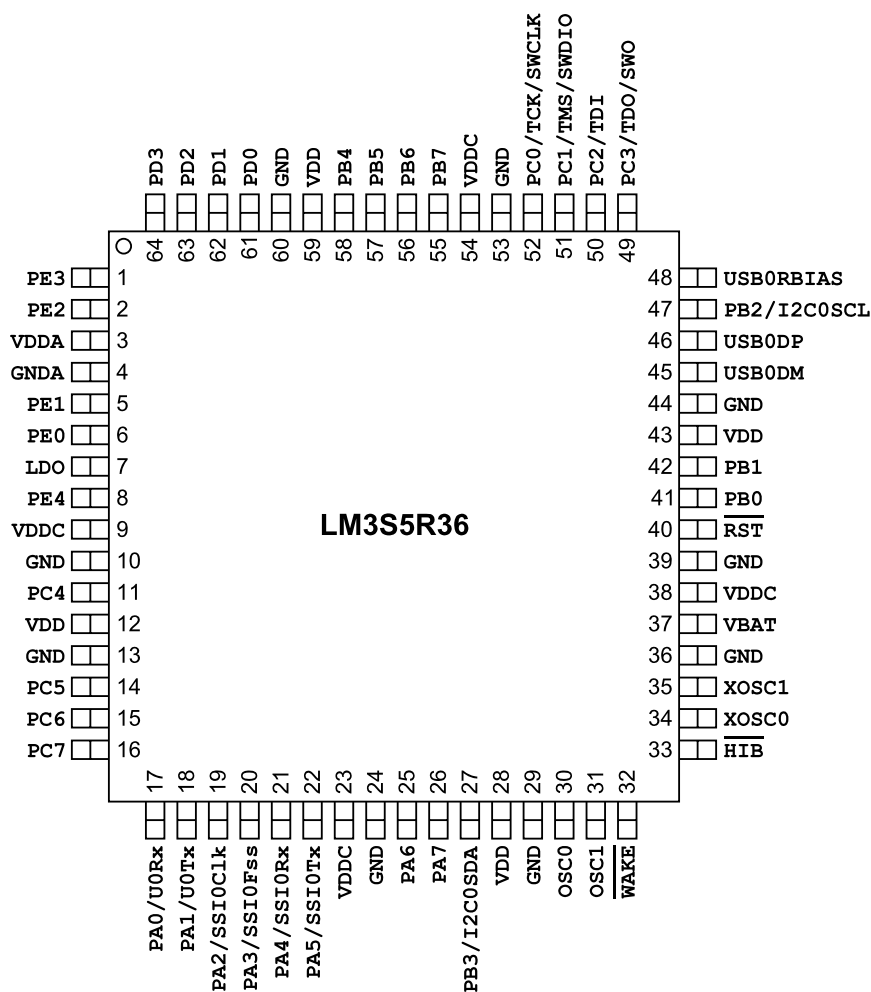 PD3
PD2
PD1
PD0
GND
VDD
PB4
PB5
PB6
PB7
VDDC
GND
PC0/TCK/SWCLK
PC1/TMS/SWDIO
PC2/TDI
PC3/TDO/SWO
64
63
62
61
60
59
58
57
56
55
54
53
52
51
50
49
PE3 1
PE2 2
VDDA 3
GNDA 4
PE1 5
PE0 6
LDO 7
PE4 8
VDDC 9
GND 10
PC4 11
VDD 12
GND 13
PC5 14
PC6 15
PC7 16
LM3S5R36
48 USB0RBIAS
47 PB2/I2C0SCL
46 USB0DP
45 USB0DM
44 GND
43 VDD
42 PB1
41 PB0
40 RST
39 GND
38 VDDC
37 VBAT
36 GND
35 XOSC1
34 XOSC0
33 HIB
17
18
19
20
21
22
23
24
25
26
27
28
29
30
31
32
PA0/U0Rx
PA1/U0Tx
PA2/SSI0Clk
PA3/SSI0Fss
PA4/SSI0Rx
PA5/SSI0Tx
VDDC
GND
PA6
PA7
PB3/I2C0SDA
VDD
GND
OSC0
OSC1
WAKE